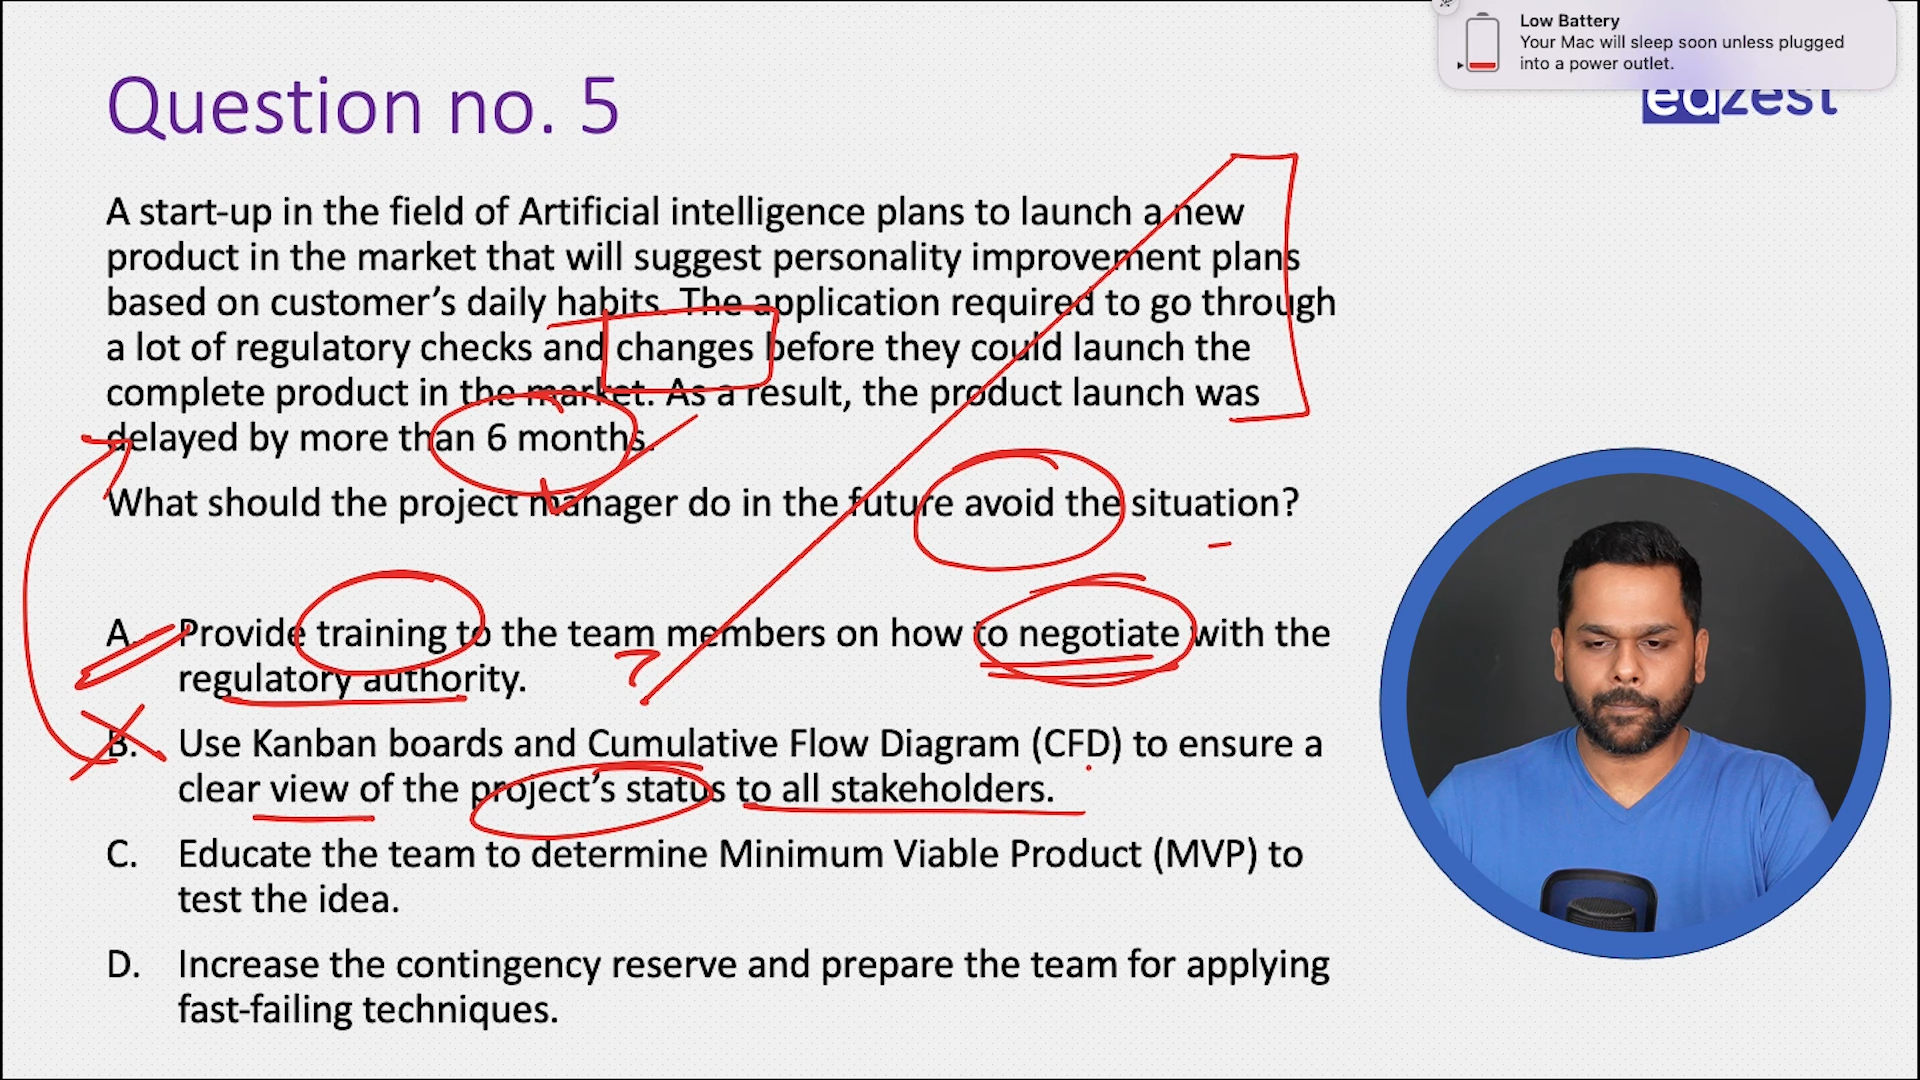 Low Battery
Your Mac will sleep soon unless plugged
into a power outlet.
edzest
Question no. 5
A start-up in the field of Artificial intelligence plans to launch a new
product in the market that will suggest personality improvement plans
based on customer’s daily habits. The application required to go through
a lot of regulatory checks and changes before they could launch the
complete product in the market. As a result, the product launch was
delayed by more than 6 months.
What should the project manager do in the future avoid the situation?
A. Provide training to the team members on how to negotiate with the
regulatory authority.
B. Use Kanban boards and Cumulative Flow Diagram (CFD) to ensure a
clear view of the project’s status to all stakeholders.
C. Educate the team to determine Minimum Viable Product (MVP) to
test the idea.
D. Increase the contingency reserve and prepare the team for applying
fast-failing techniques.